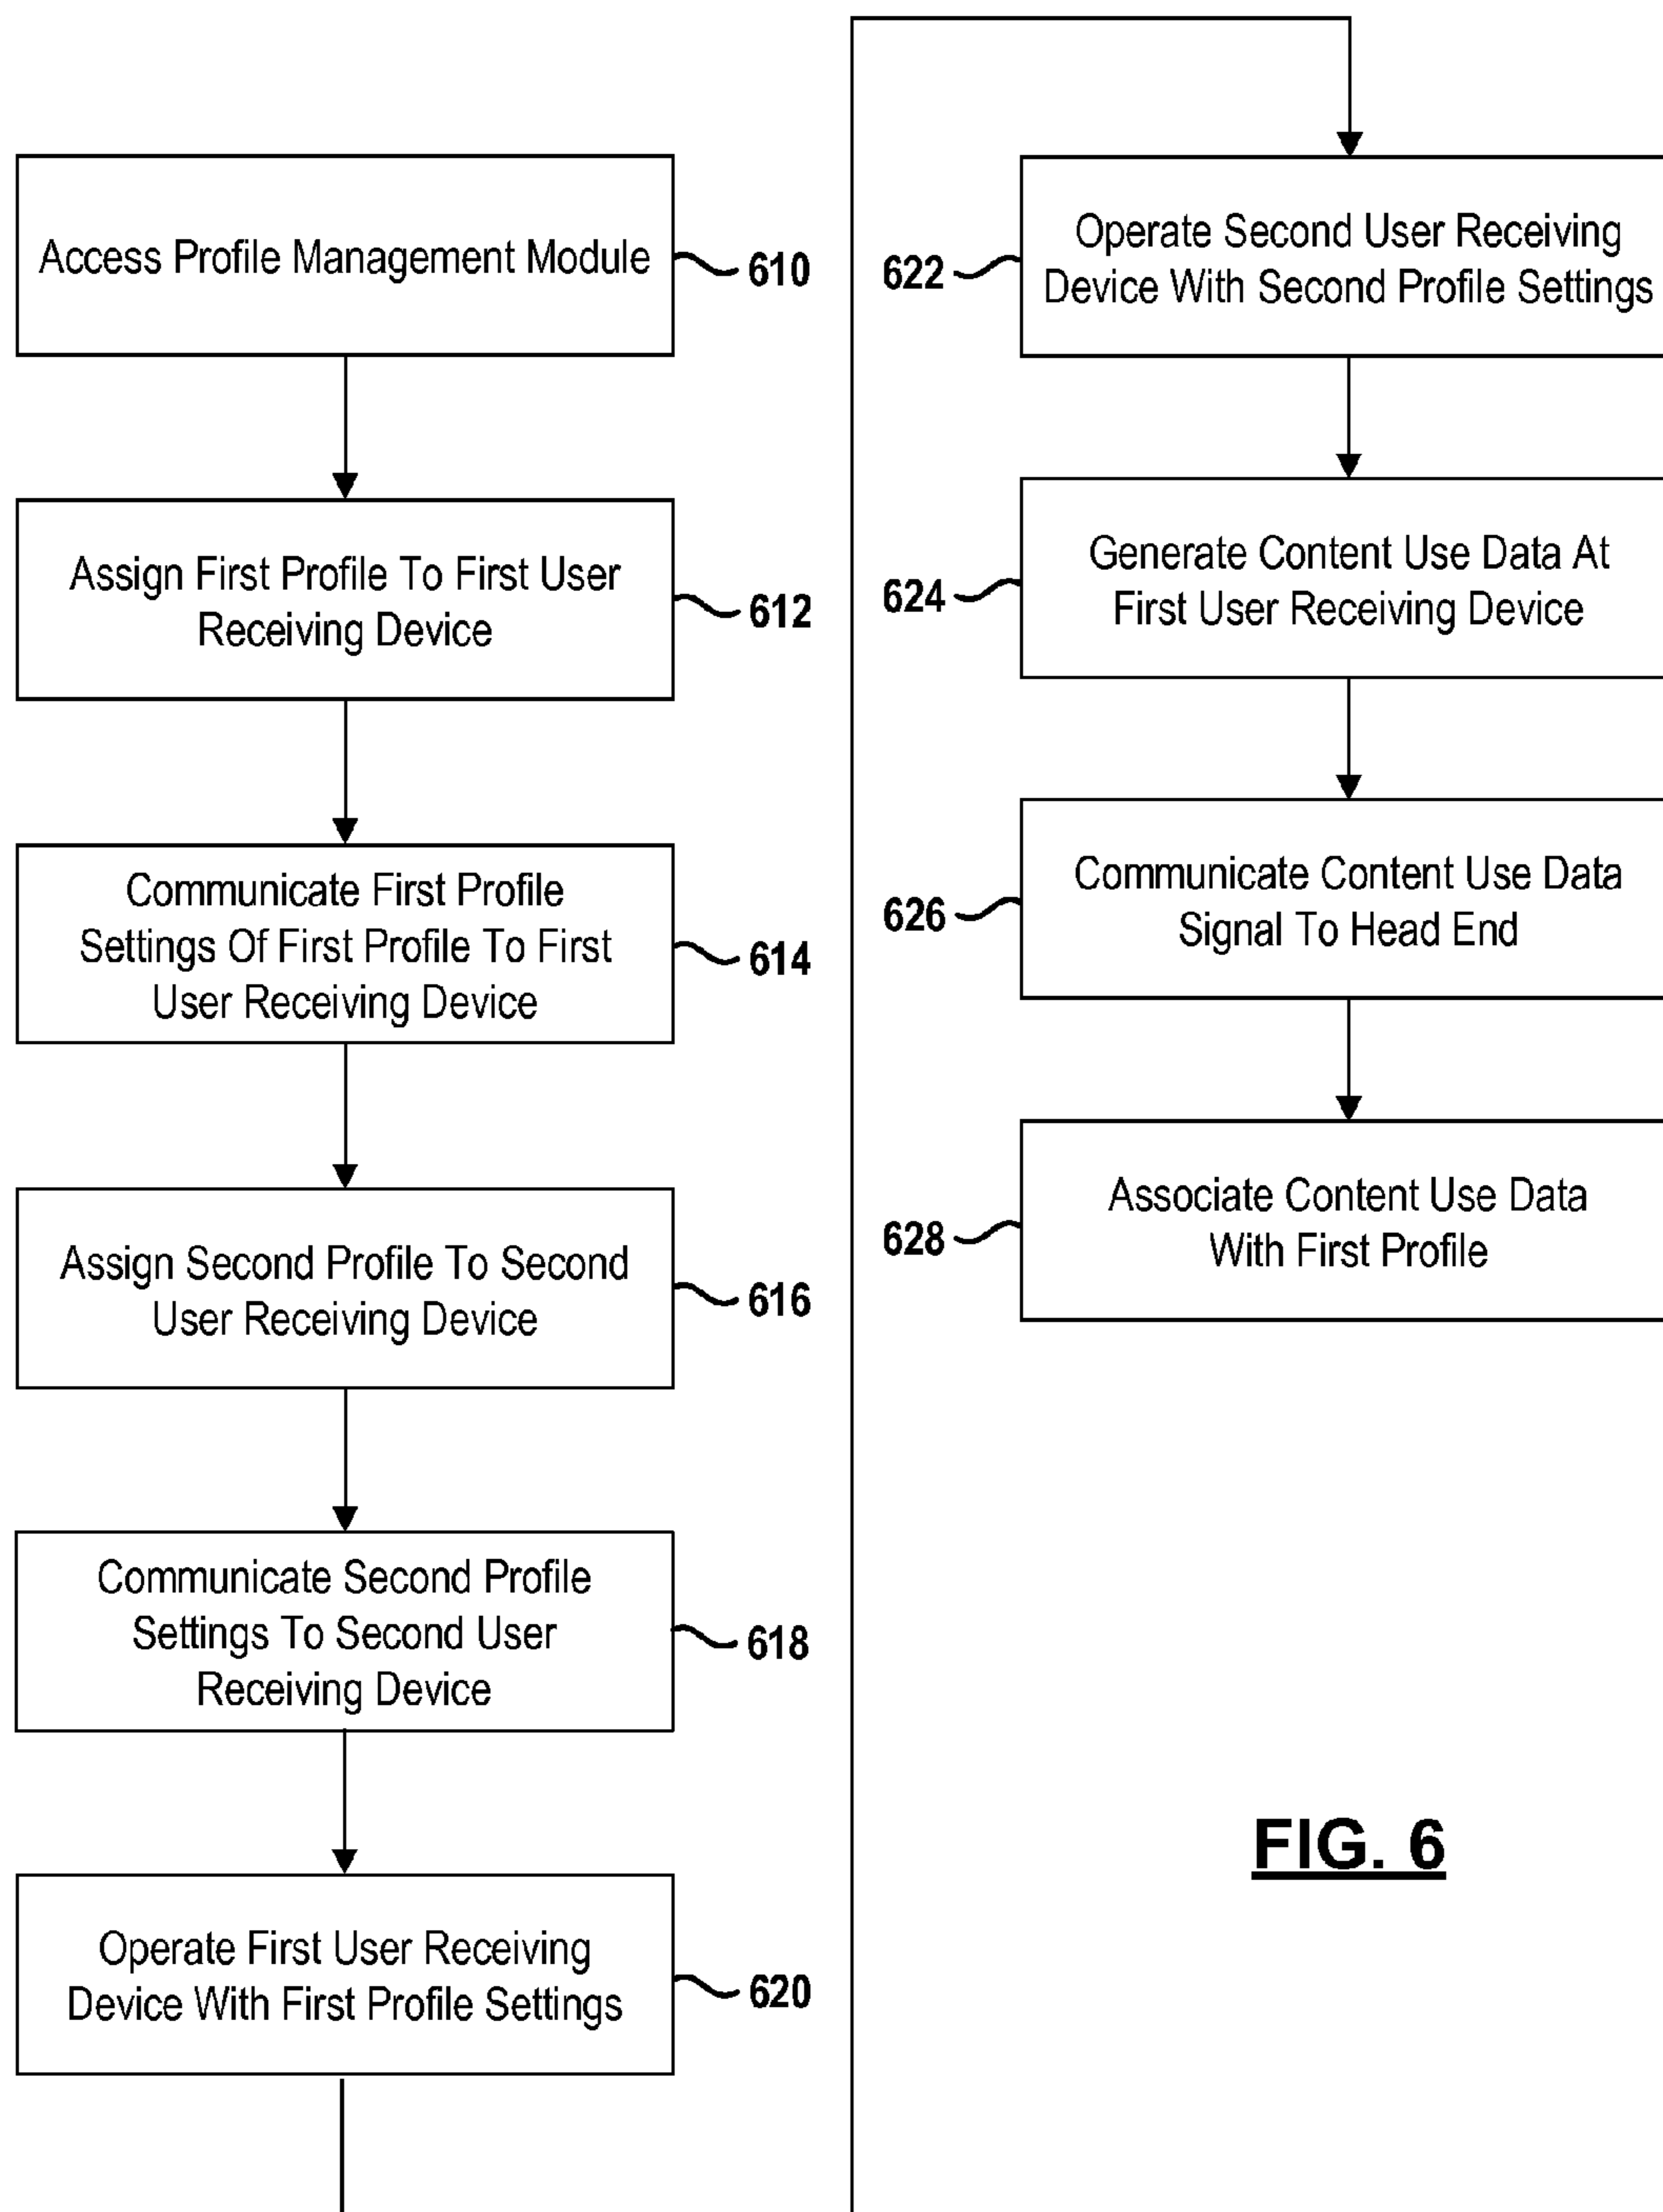 Access Profile Management Module
610
Assign First Profile To First User
Receiving Device
612
Communicate First Profile
Settings Of First Profile To First
User Receiving Device
614
Assign Second Profile To Second
User Receiving Device
616
Communicate Second Profile
Settings To Second User
Receiving Device
618
Operate First User Receiving
Device With First Profile Settings
620
622
Operate Second User Receiving
Device With Second Profile Settings
624
Generate Content Use Data At
First User Receiving Device
626
Communicate Content Use Data
Signal To Head End
628
Associate Content Use Data
With First Profile
FIG. 6